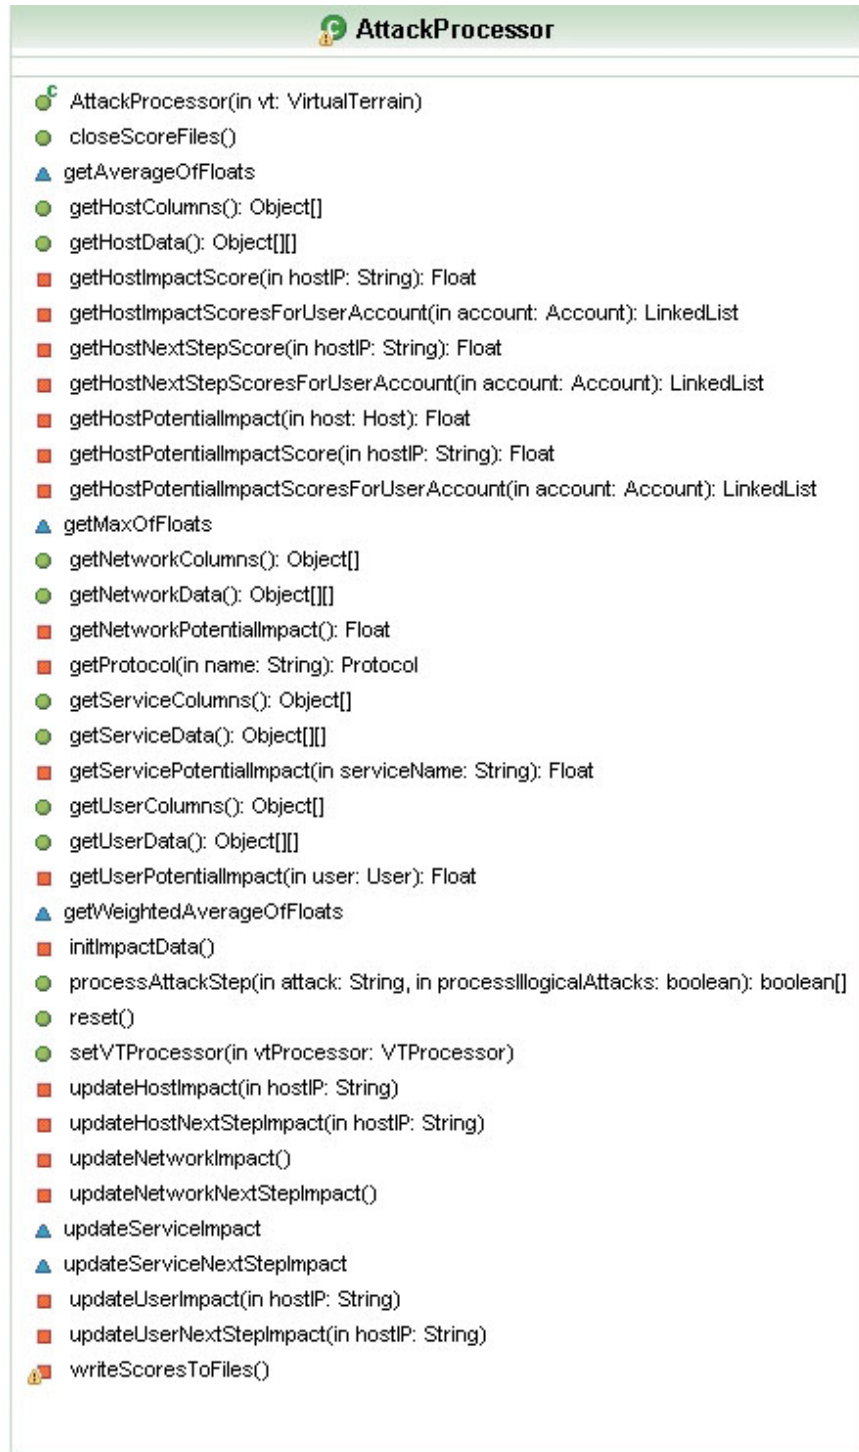 AttackProcessor
AttackProcessor(in vt: VirtualTerrain)
closeScoreFiles()
getAverageOfFloats
getHostColumns(): Object[]
getHostData(): Object[][]
getHostImpactScore(in hostIP: String): Float
getHostImpactScoresForUserAccount(in account: Account): LinkedList
getHostNextStepScore(in hostIP: String): Float
getHostNextStepScoresForUserAccount(in account: Account): LinkedList
getHostPotentialImpact(in host: Host): Float
getHostPotentialImpactScore(in hostIP: String): Float
getHostPotentialImpactScoresForUserAccount(in account: Account): LinkedList
getMaxOfFloats
getNetworkColumns(): Object[]
getNetworkData(): Object[][]
getNetworkPotentialImpact(): Float
getProtocol(in name: String): Protocol
getServiceColumns(): Object[]
getServiceData(): Object[][]
getServicePotentialImpact(in serviceName: String): Float
getUserColumns(): Object[]
getUserData(): Object[][]
getUserPotentialImpact(in user: User): Float
getWeightedAverageOfFloats
initImpactData()
processAttackStep(in attack: String, in processIllogicalAttacks: boolean): boolean[]
reset()
setVTProcessor(in vtProcessor: VTProcessor)
updateHostImpact(in hostIP: String)
updateHostNextStepImpact(in hostIP: String)
updateNetworkImpact()
updateNetworkNextStepImpact()
updateServiceImpact
updateServiceNextStepImpact
updateUserImpact(in hostIP: String)
updateUserNextStepImpact(in hostIP: String)
writeScoresToFiles()